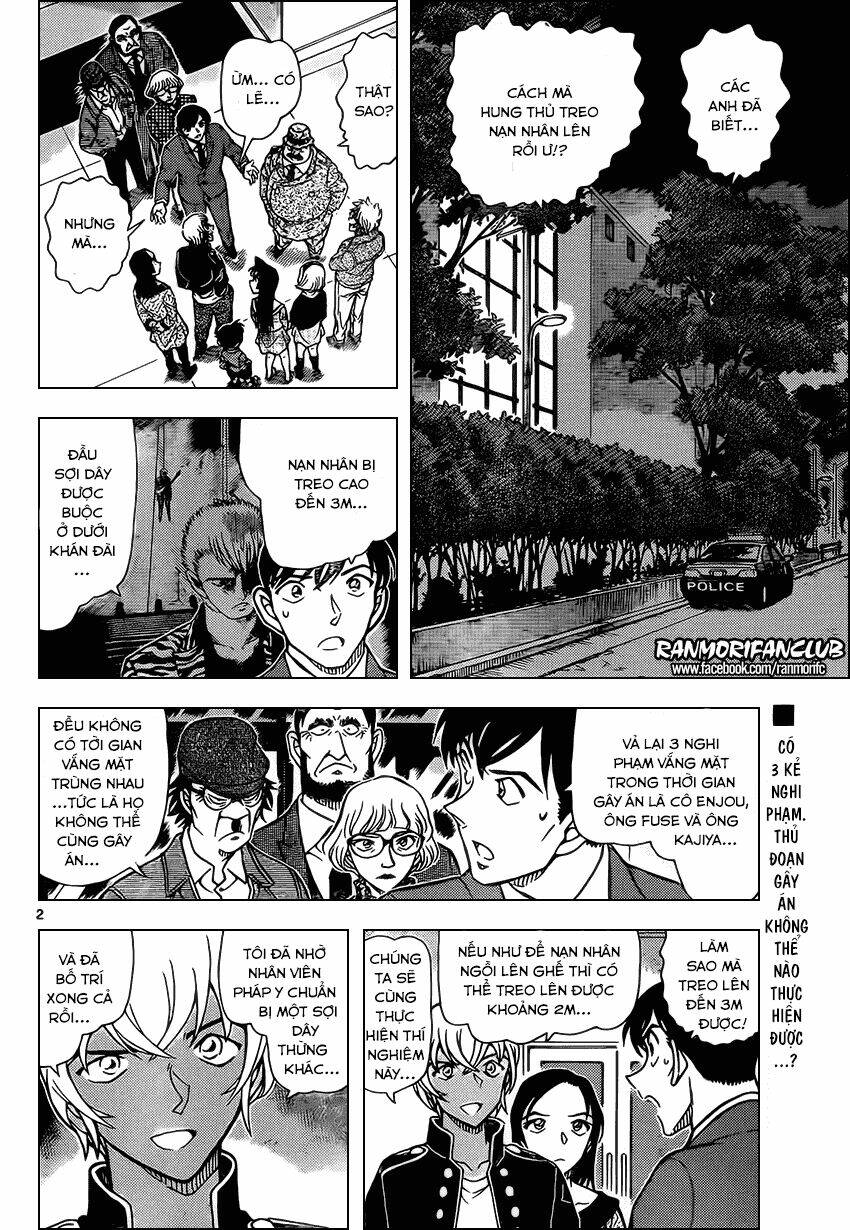 CÁC
ANH ĐÃ
BIẾT...
CÁCH MÀ
HUNG THỦ TREO
NẠN NHÂN LÊN
RỒI Ư!?
POLICE
RANMORIFANCLUB
www.facebook.com/ranmorifc
THẬT
SAO?
ỪM... CÓ
LẼ...
NHƯNG
MÀ...
NẠN NHÂN BỊ
TREO CAO
ĐẾN 3M...
ĐẦU
SỢI DÂY
ĐƯỢC
BUỘC
Ở DƯỚI
KHÁN ĐÀI
...
CÓ
3 KẺ
NGHI
PHẠM.
THỦ
ĐOẠN
GÂY
ÁN
KHÔNG
THỂ
NÀO
THỰC
HIỆN
ĐƯỢC
...?
VẢ LẠI 3 NGHI
PHẠM VẮNG MẶT
TRONG THỜI GIAN
GÂY ÁN LÀ CÔ ENJOU,
ÔNG FUSE VÀ ÔNG
KAJIYA...
ĐỀU KHÔNG
CÓ TỜI GIAN
VẮNG MẶT
TRÙNG NHAU
...TỨC LÀ HỌ
KHÔNG THỂ
CÙNG GÂY
ÁN...
2
LÀM
SAO MÀ
TREO LÊN
ĐẾN 3M
ĐƯỢC!
NẾU NHƯ ĐỂ NẠN NHÂN
NGỒI LÊN GHẾ THÌ CÓ
THỂ TREO LÊN ĐƯỢC
KHOẢNG 2M...
CHÚNG
TA SẼ
CÙNG
THỰC
HIỆN THÍ
NGHIỆM
NÀY...
TÔI ĐÃ NHỜ
NHÂN VIÊN
PHÁP Y CHUẨN
BỊ MỘT SỢI
DÂY
THỪNG
KHÁC...
VÀ ĐÃ
BỐ TRÍ
XONG CẢ
RỒI...